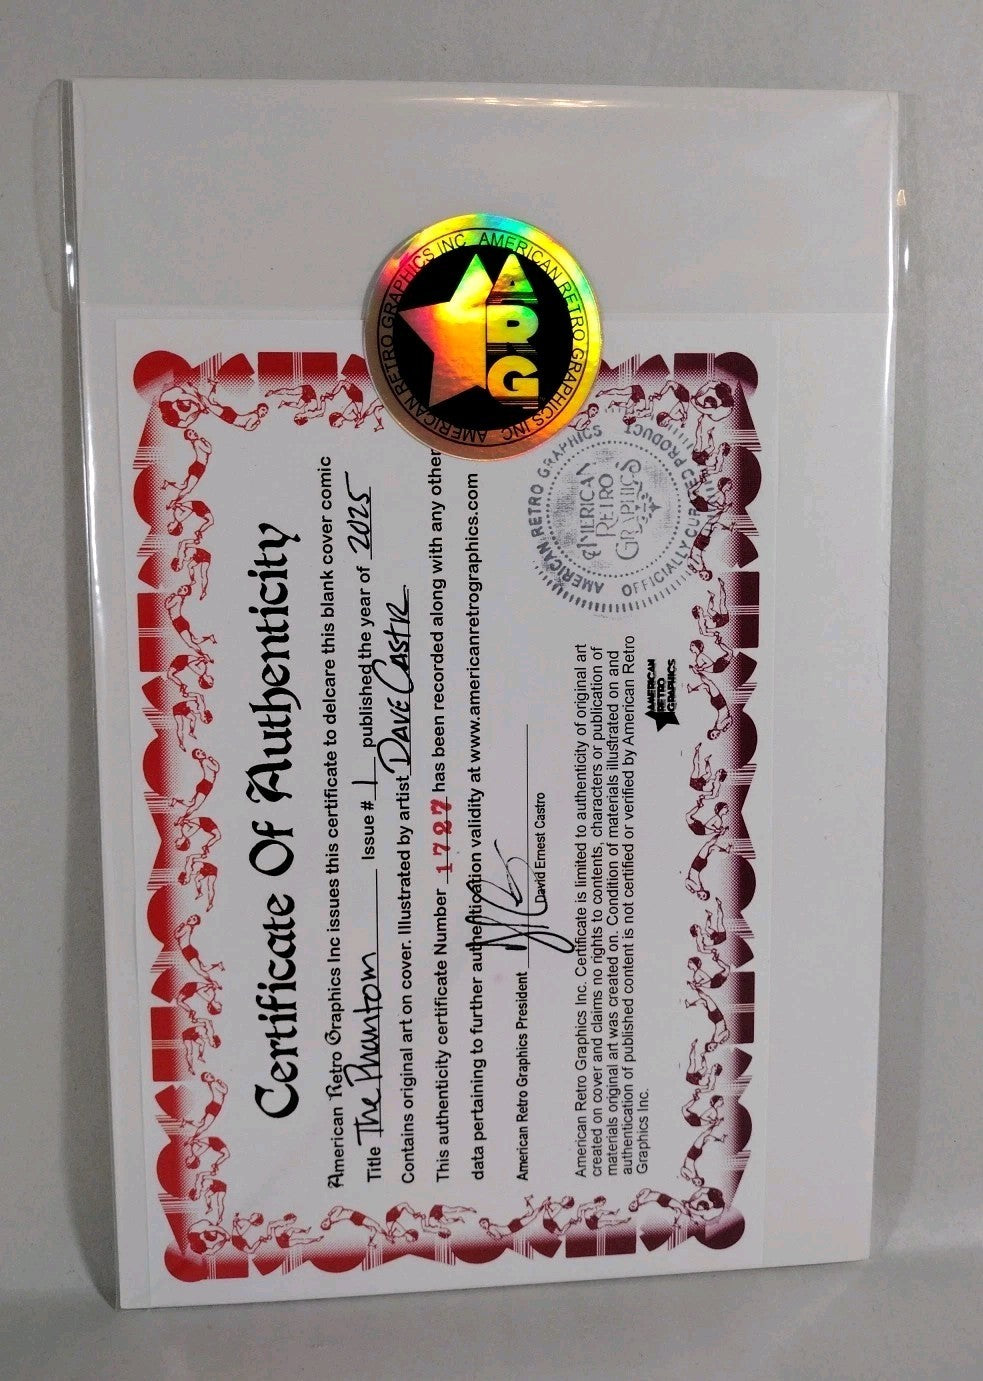 Certificate Of Authenticity
American Retro Graphics Inc issues this certificate to delcare this blank cover comic
Title The Phantom Issue # 1 published the year of 2025
Contains original art on cover. Illustrated by artist DAVE CASTR
This authenticity certificate Number 1727 has been recorded along with any other
data pertaining to further authentication validity at www.americanretrographics.com
American Retro Graphics President
David Ernest Castro
American Retro Graphics Inc. Certificate is limited to authenticity of original art
created on cover and claims no rights to contents, characters or publication of
materials original art was created on. Condition of materials illustrated on and
authentication of published content is not certified or verified by American Retro
Graphics Inc.
AMERICAN
RETRO
GRAPHICS
AMERICAN RETRO GRAPHICS
AMERICAN
RETRO
GRAPHICS
OFFICIALLY CURATED PRODUCT
AMERICAN RETRO GRAPHICS INC AMERICAN RETRO GRAPHICS INC
ARG